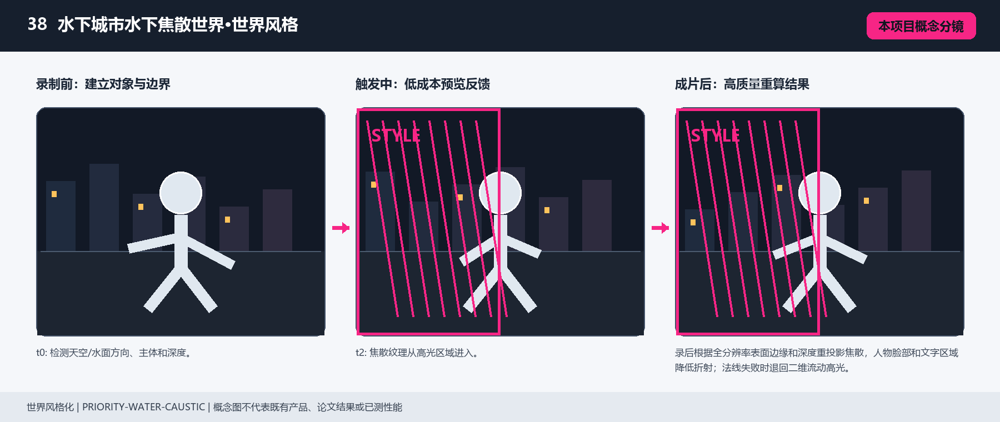 38 水下城市水下焦散世界•世界风格
本项目概念分镜
录制前：建立对象与边界
触发中：低成本预览反馈
成片后：高质量重算结果
STYLE
STYLE
t0: 检测天空/水面方向、主体和深度。
t2: 焦散纹理从高光区域进入。
录后根据全分辨率表面边缘和深度重投影焦散，人物脸部和文字区域
降低折射；法线失败时退回二维流动高光。
世界风格化 | PRIORITY-WATER-CAUSTIC | 概念图不代表既有产品、论文结果或已测性能